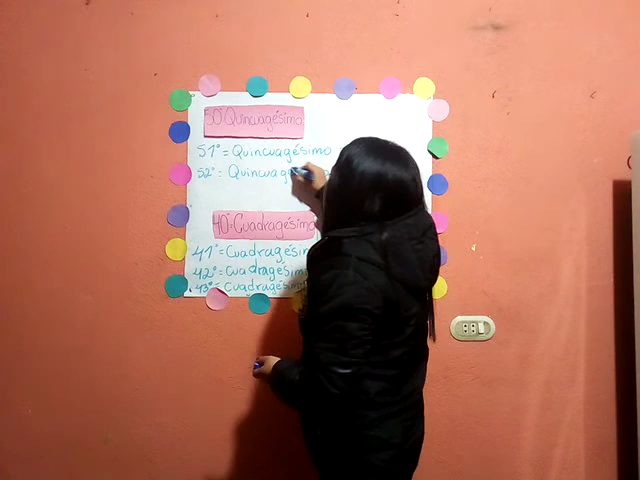 50° Quincuagésimo
51° = Quincuagésimo
52° = Quincuag
40°-Cuadragésimo
41° = Cuadragésim
42° = Cuadragésim
43° = Cuadragésim